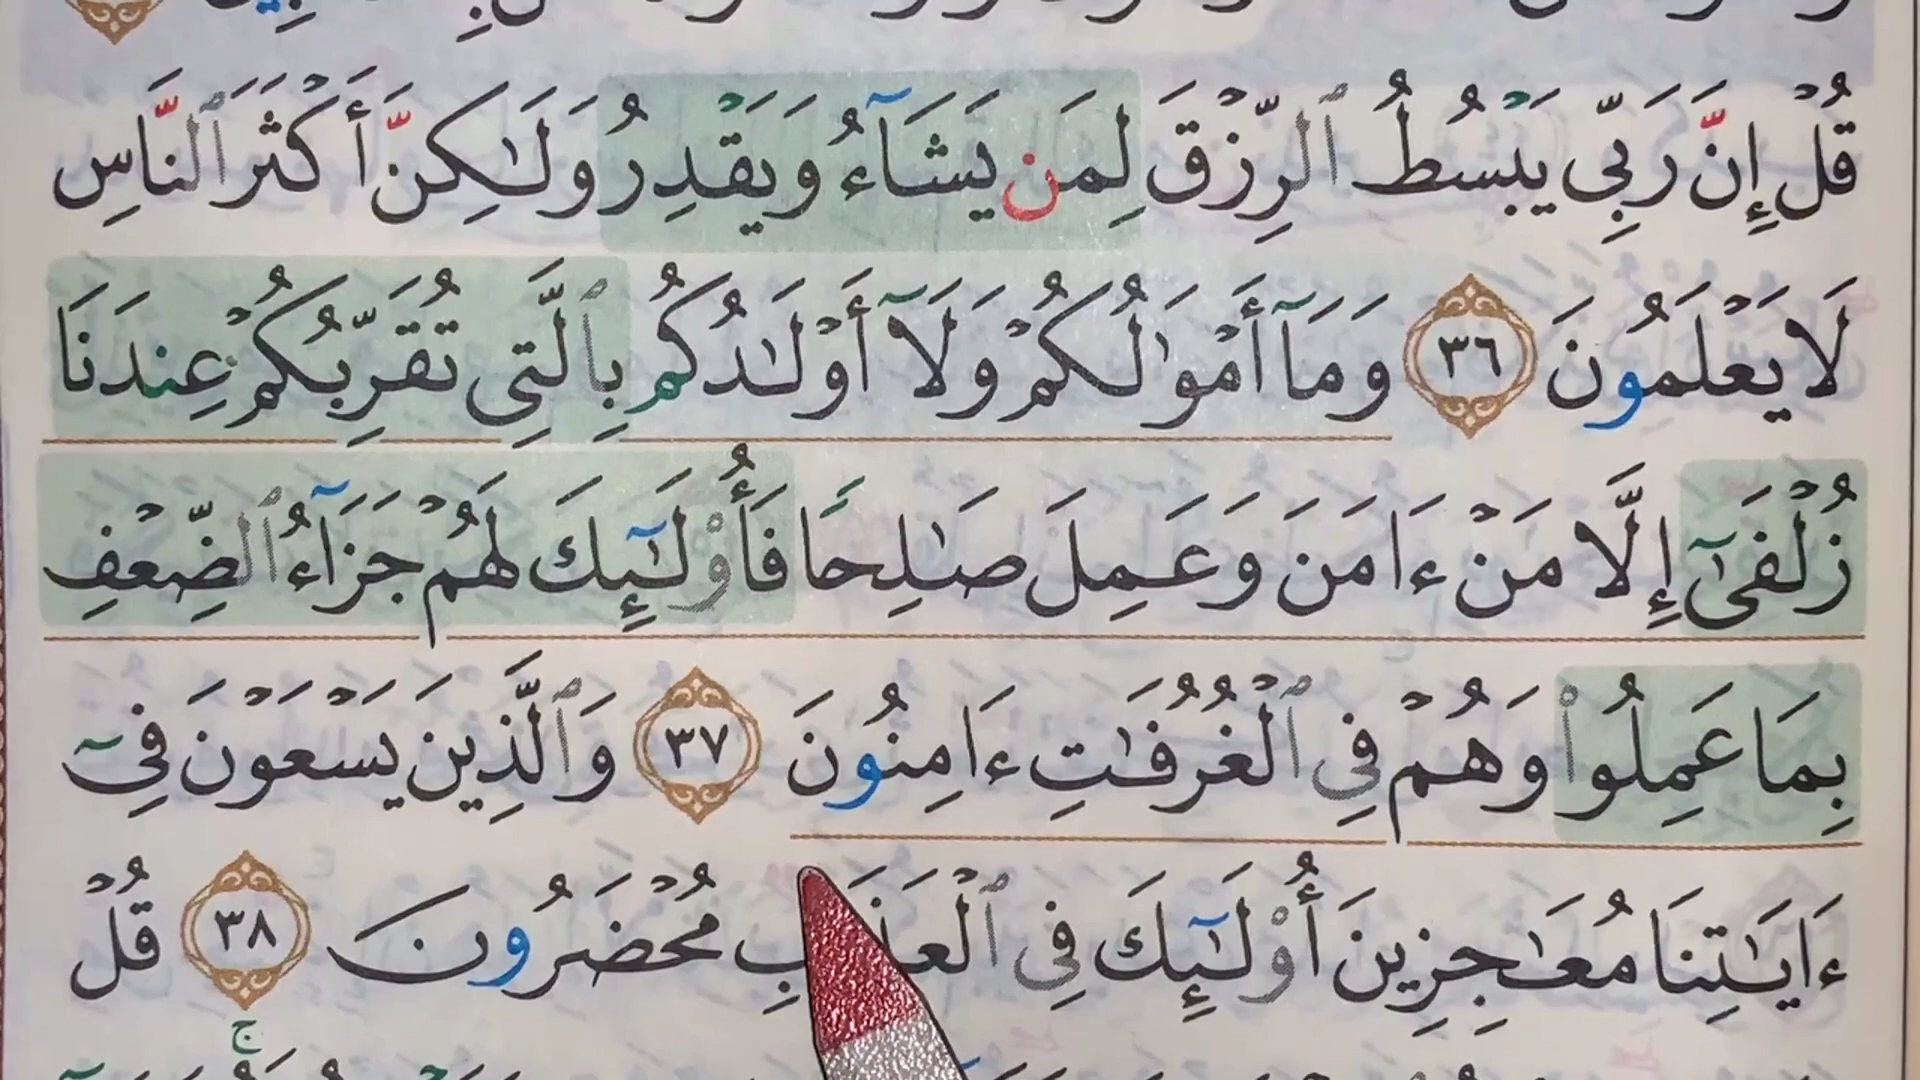 قُلْ إِنَّ رَبِّى يَبْسُطُ ٱلرِّزْقَ لِمَن يَشَآءُ وَيَقْدِرُ وَلَـٰكِنَّ أَكْثَرَ ٱلنَّاسِ
لَا يَعْلَمُونَ ٣٦ وَمَآ أَمْوَٰلُكُمْ وَلَآ أَوْلَـٰدُكُم بِٱلَّتِى تُقَرِّبُكُمْ عِندَنَا
زُلْفَىٰٓ إِلَّا مَنْ ءَامَنَ وَعَمِلَ صَـٰلِحًا فَأُو۟لَـٰٓئِكَ لَهُمْ جَزَآءُ ٱلضِّعْفِ
بِمَا عَمِلُوا۟ وَهُمْ فِى ٱلْغُرُفَـٰتِ ءَامِنُونَ ٣٧ وَٱلَّذِينَ يَسْعَوْنَ فِىٓ
ءَايَـٰتِنَا مُعَـٰجِزِينَ أُو۟لَـٰٓئِكَ فِى ٱلْعَذَابِ مُحْضَرُونَ ٣٨ قُلْ